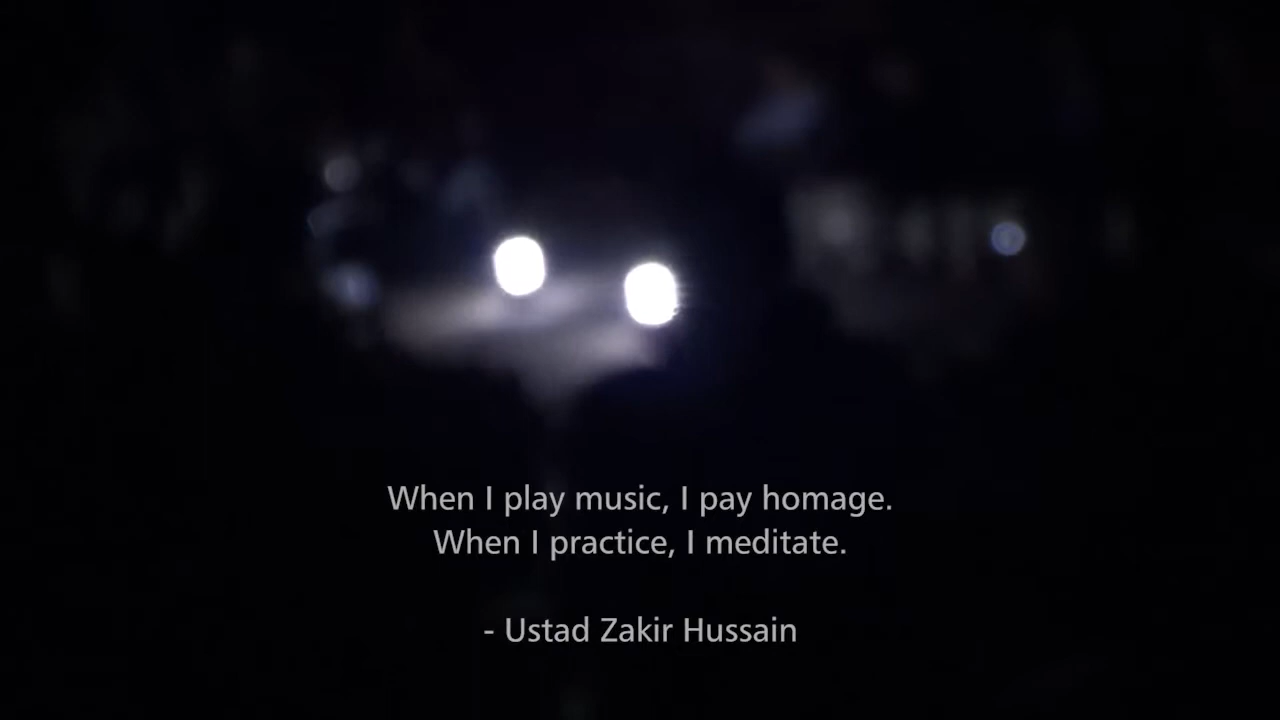 When I play music, I pay homage.
When I practice, I meditate.
- Ustad Zakir Hussain